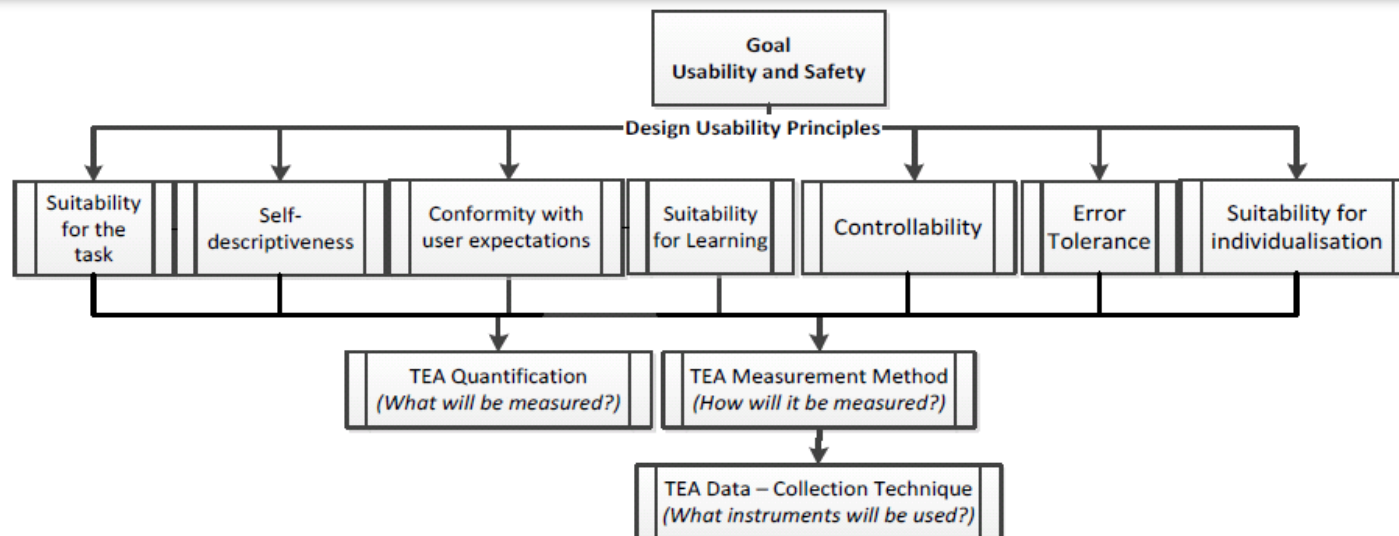 Goal
Usability and Safety
Design Usability Principles
Suitability
for the
task
Self-
descriptiveness
Conformity with
user expectations
Suitability
for Learning
Controllability
Error
Tolerance
Suitability for
individualisation
TEA Quantification
(What will be measured?)
TEA Measurement Method
(How will it be measured?)
TEA Data – Collection Technique
(What instruments will be used?)